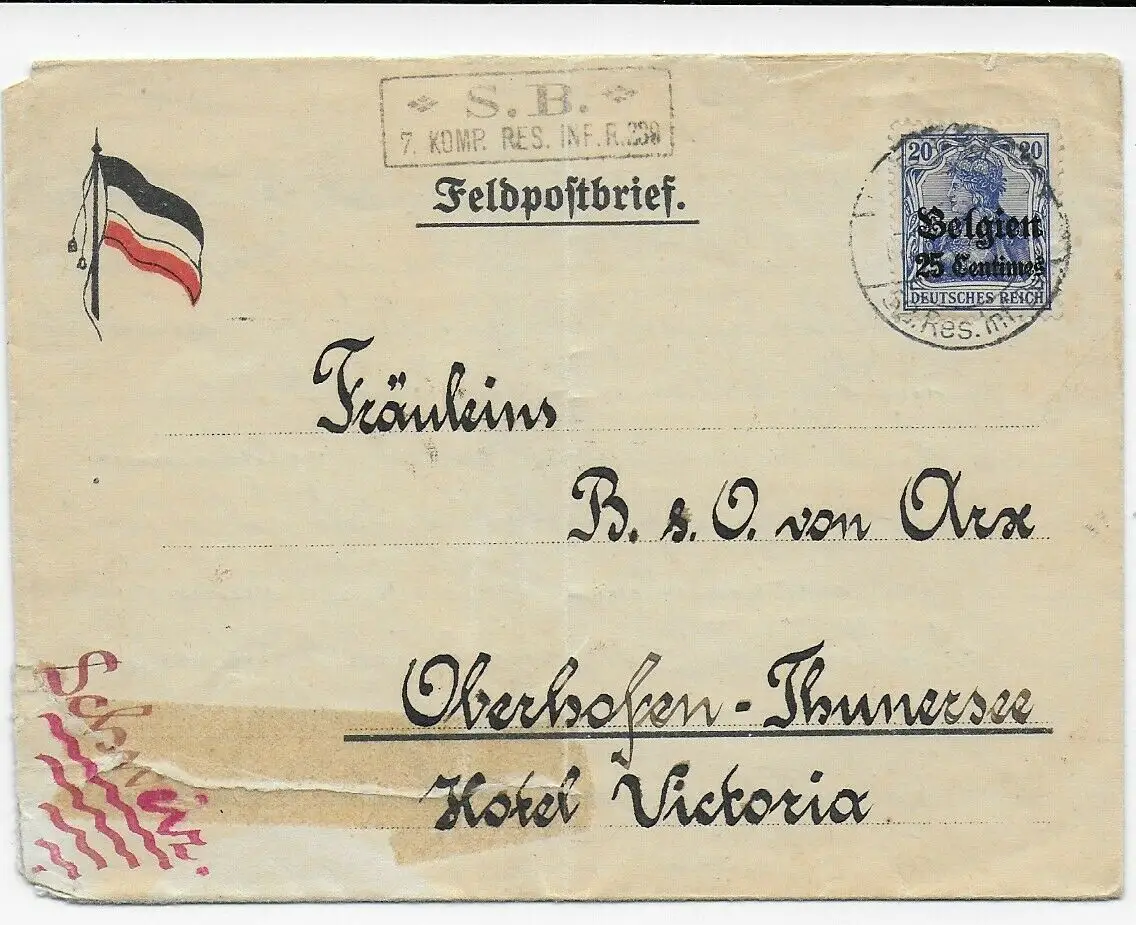 S.B.
7. KOMP. RES. INF. R. 239
Feldpostbrief.
20 20
Belgien
25 Centimes
DEUTSCHES REICH
Res. Inf.
Fräuleins
B. s. O. von Arx
Oberhofen - Thunersee
Hotel Victoria
Schweiz.